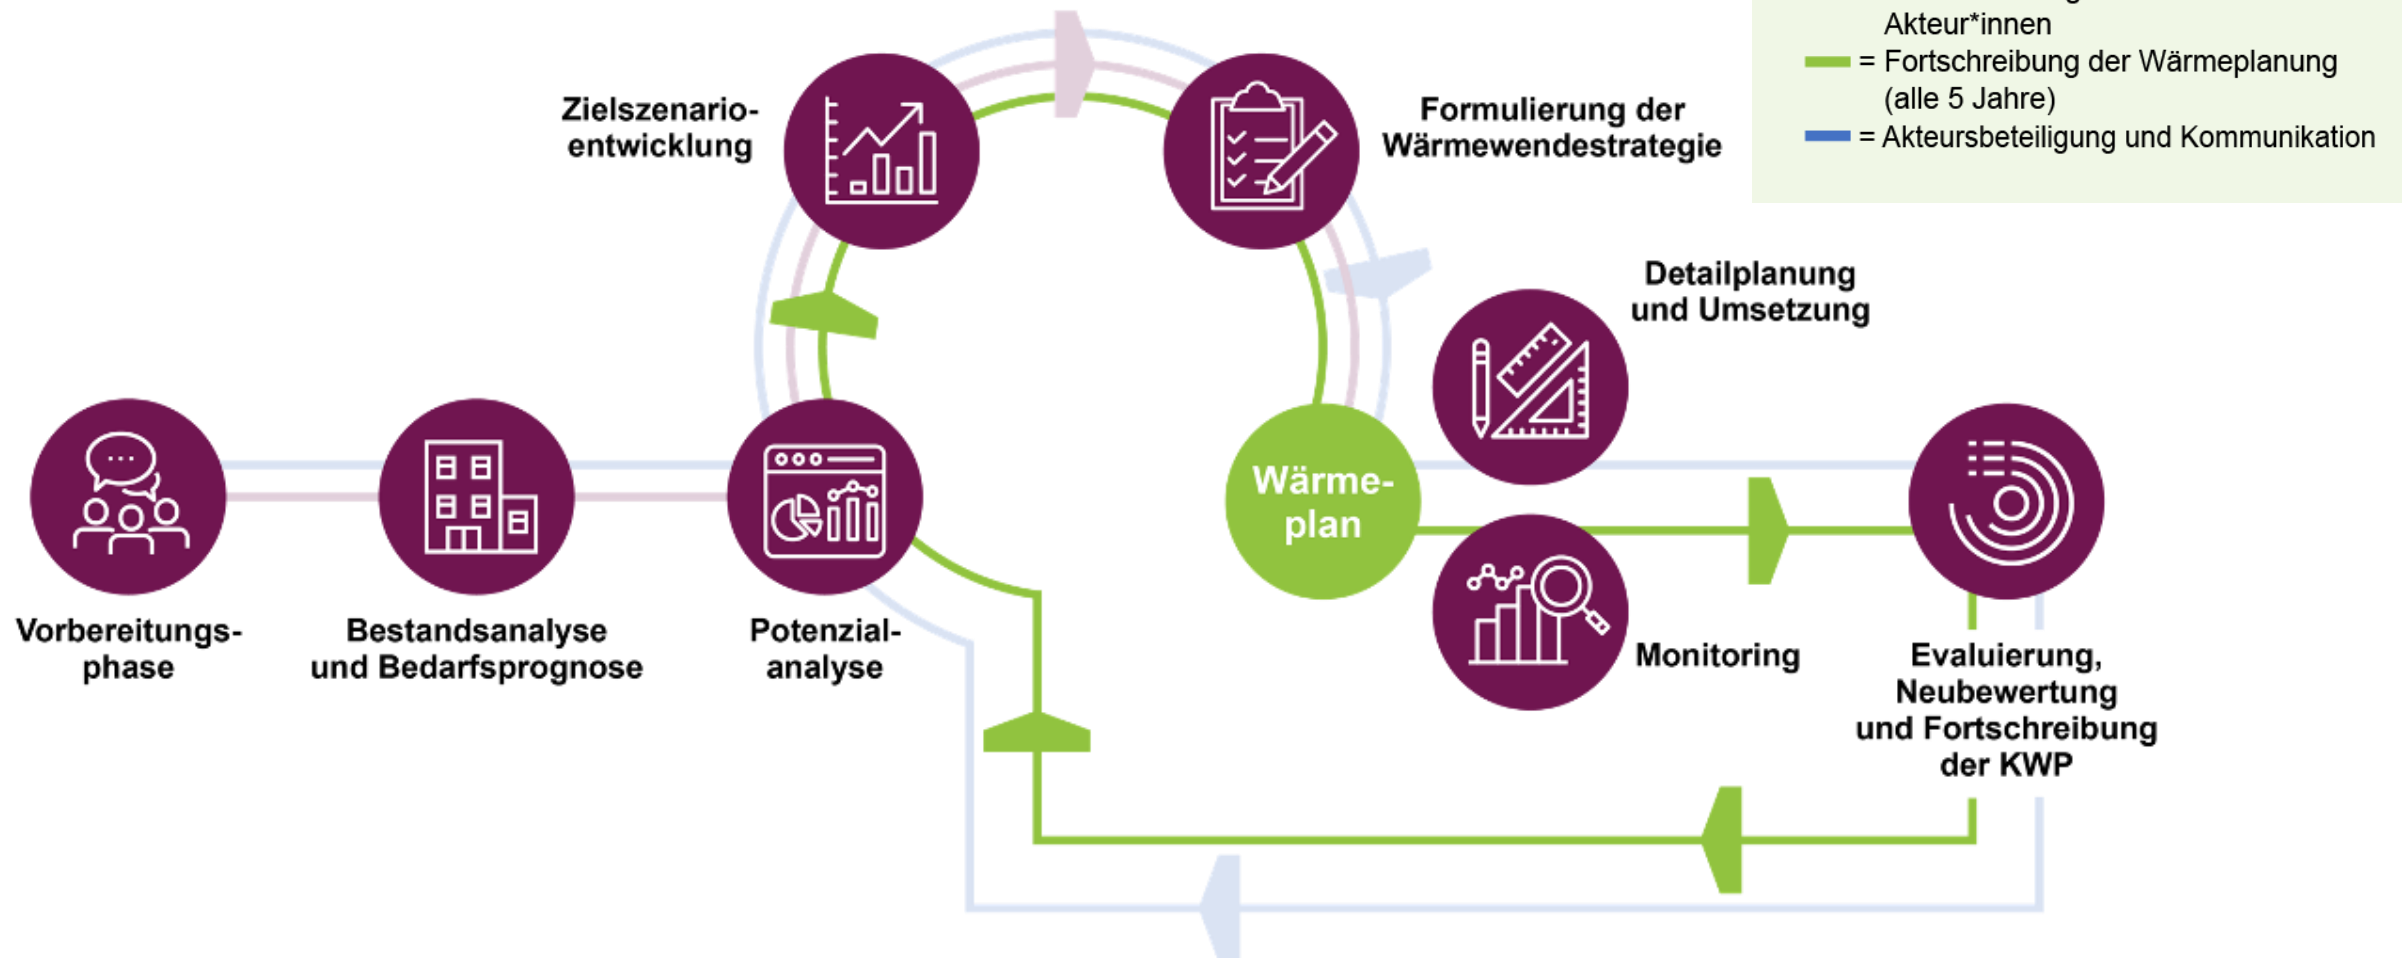 Akteur*innen
= Fortschreibung der Wärmeplanung
(alle 5 Jahre)
= Akteursbeteiligung und Kommunikation
Zielszenario-
entwicklung
Formulierung der
Wärmewendestrategie
Detailplanung
und Umsetzung
Wärme-
plan
Vorbereitungs-
phase
Bestandsanalyse
und Bedarfsprognose
Potenzial-
analyse
Monitoring
Evaluierung,
Neubewertung
und Fortschreibung
der KWP